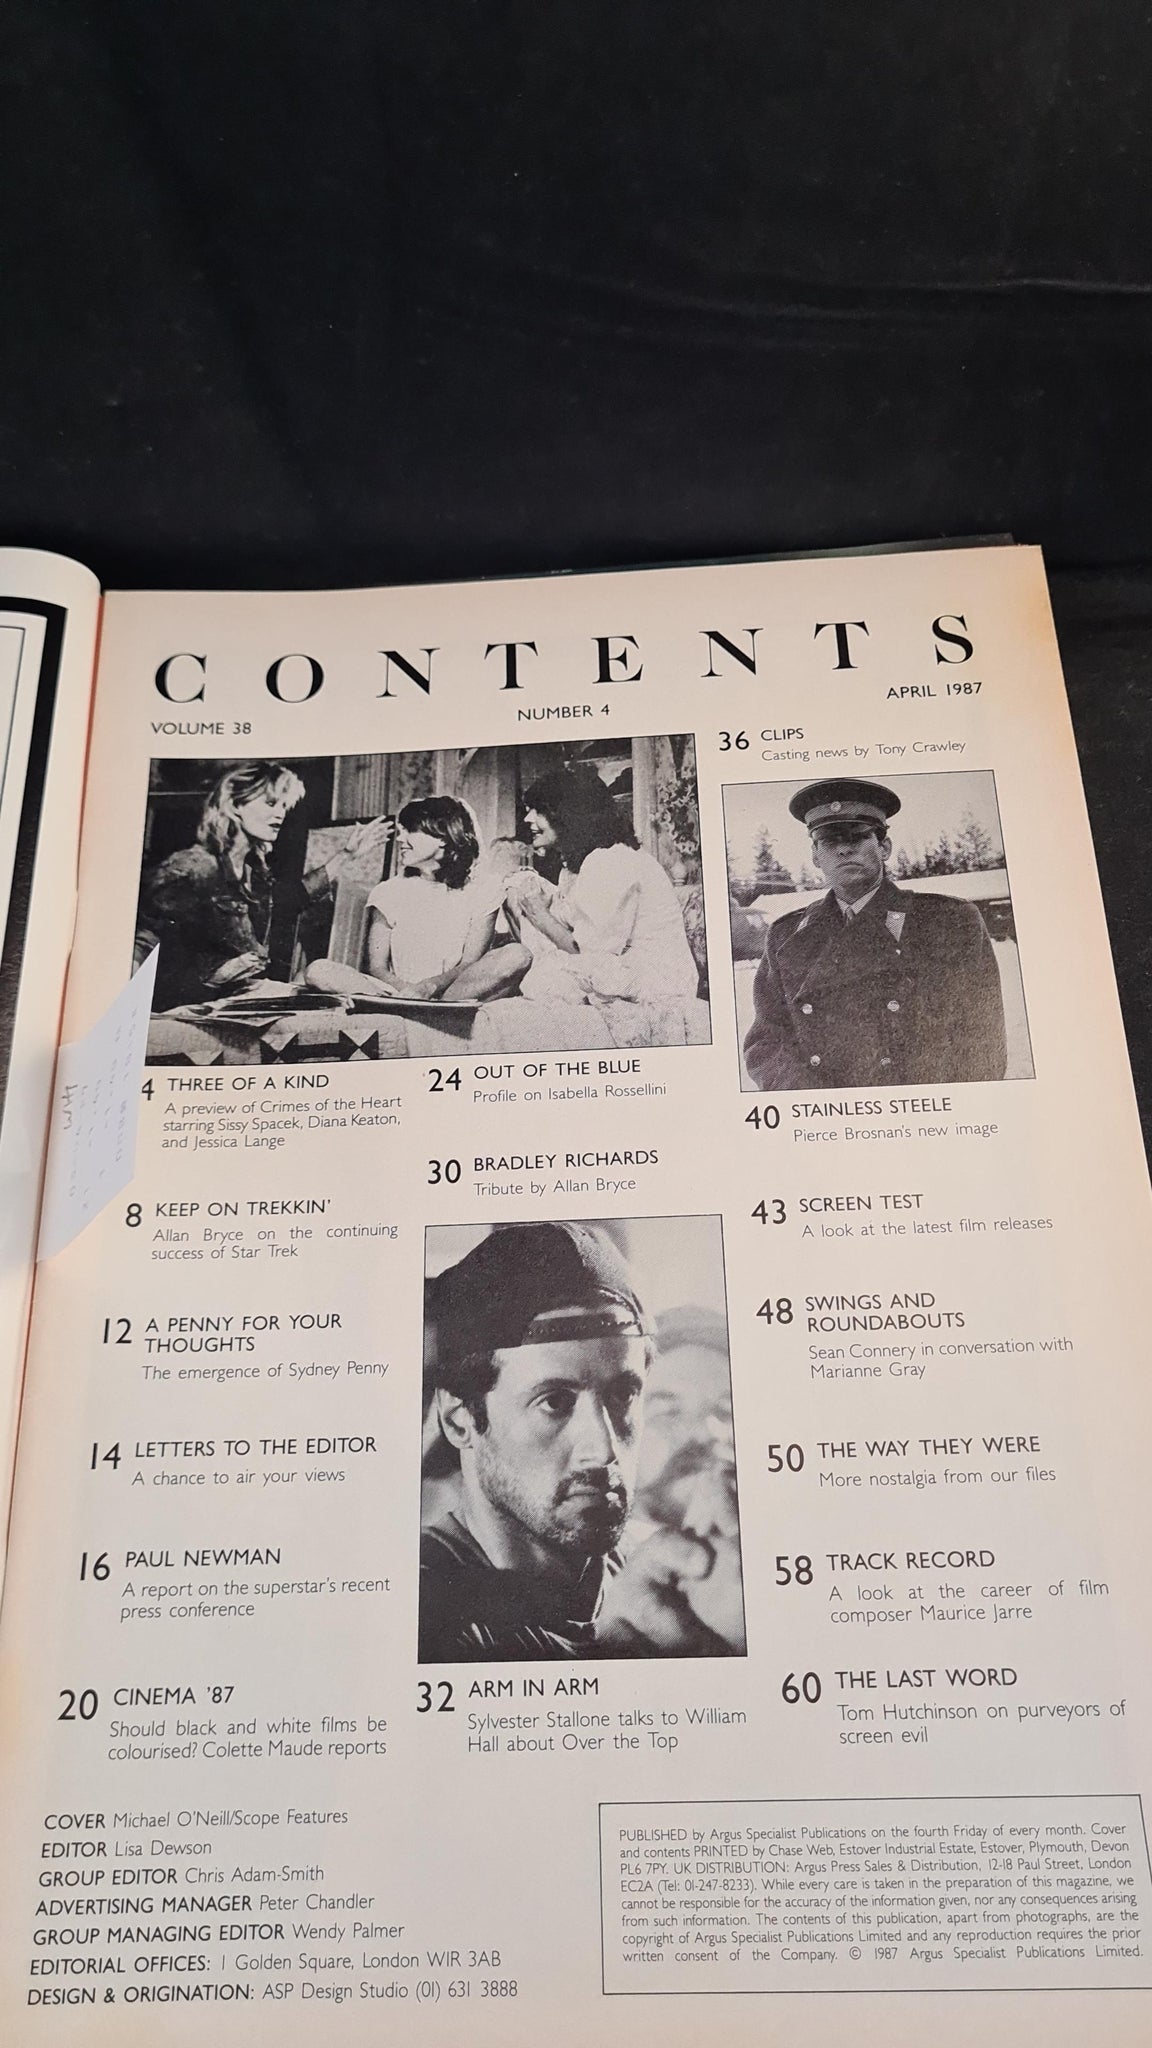 CONTENTS
VOLUME 38
NUMBER 4
APRIL 1987
4 THREE OF A KIND
A preview of Crimes of the Heart
starring Sissy Spacek, Diana Keaton,
and Jessica Lange
8 KEEP ON TREKKIN'
Allan Bryce on the continuing
success of Star Trek
12 A PENNY FOR YOUR
THOUGHTS
The emergence of Sydney Penny
14 LETTERS TO THE EDITOR
A chance to air your views
16 PAUL NEWMAN
A report on the superstar's recent
press conference
20 CINEMA '87
Should black and white films be
colourised? Colette Maude reports
24 OUT OF THE BLUE
Profile on Isabella Rossellini
30 BRADLEY RICHARDS
Tribute by Allan Bryce
32 ARM IN ARM
Sylvester Stallone talks to William
Hall about Over the Top
36 CLIPS
Casting news by Tony Crawley
40 STAINLESS STEELE
Pierce Brosnan's new image
43 SCREEN TEST
A look at the latest film releases
48 SWINGS AND
ROUNDABOUTS
Sean Connery in conversation with
Marianne Gray
50 THE WAY THEY WERE
More nostalgia from our files
58 TRACK RECORD
A look at the career of film
composer Maurice Jarre
60 THE LAST WORD
Tom Hutchinson on purveyors of
screen evil
COVER Michael O'Neill/Scope Features
EDITOR Lisa Dewson
GROUP EDITOR Chris Adam-Smith
ADVERTISING MANAGER Peter Chandler
GROUP MANAGING EDITOR Wendy Palmer
EDITORIAL OFFICES: 1 Golden Square, London W1R 3AB
DESIGN & ORIGINATION: ASP Design Studio (01) 631 3888
PUBLISHED by Argus Specialist Publications on the fourth Friday of every month. Cover
and contents PRINTED by Chase Web, Estover Industrial Estate, Estover, Plymouth, Devon
PL6 7PY. UK DISTRIBUTION: Argus Press Sales & Distribution, 12-18 Paul Street, London
EC2A (Tel: 01-247-8233). While every care is taken in the preparation of this magazine, we
cannot be responsible for the accuracy of the information given, nor any consequences arising
from such information. The contents of this publication, apart from photographs, are the
copyright of Argus Specialist Publications Limited and any reproduction requires the prior
written consent of the Company. © 1987 Argus Specialist Publications Limited.